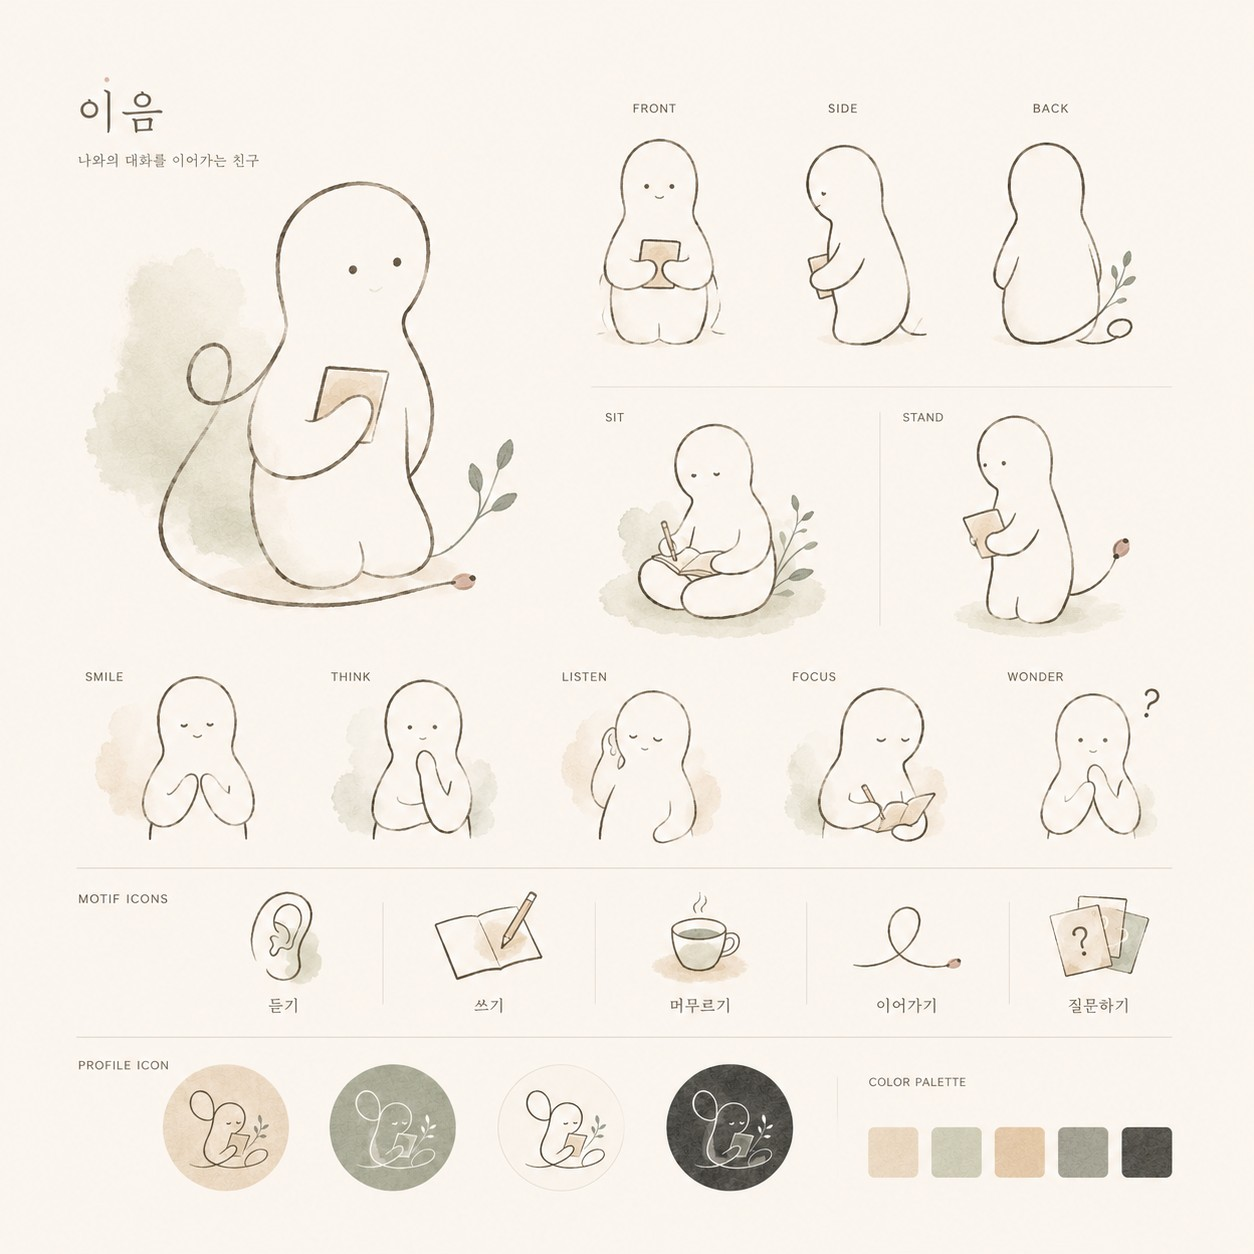 이음
나와의 대화를 이어가는 친구
FRONT
SIDE
BACK
SIT
STAND
SMILE
THINK
LISTEN
FOCUS
WONDER
?
MOTIF ICONS
?
?
듣기
쓰기
머무르기
이어가기
질문하기
PROFILE ICON
COLOR PALETTE